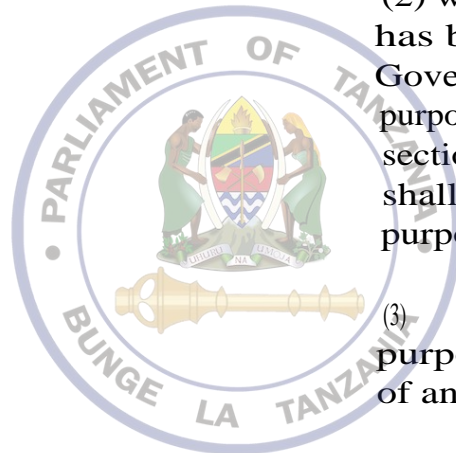 PARLIAMENT OF TANZANIA
UHURU NA UMOJA
BUNGE LA TANZANIA
(2) w
has b
Gove
purpo
sectio
shall
purp
(3)
purp
of an